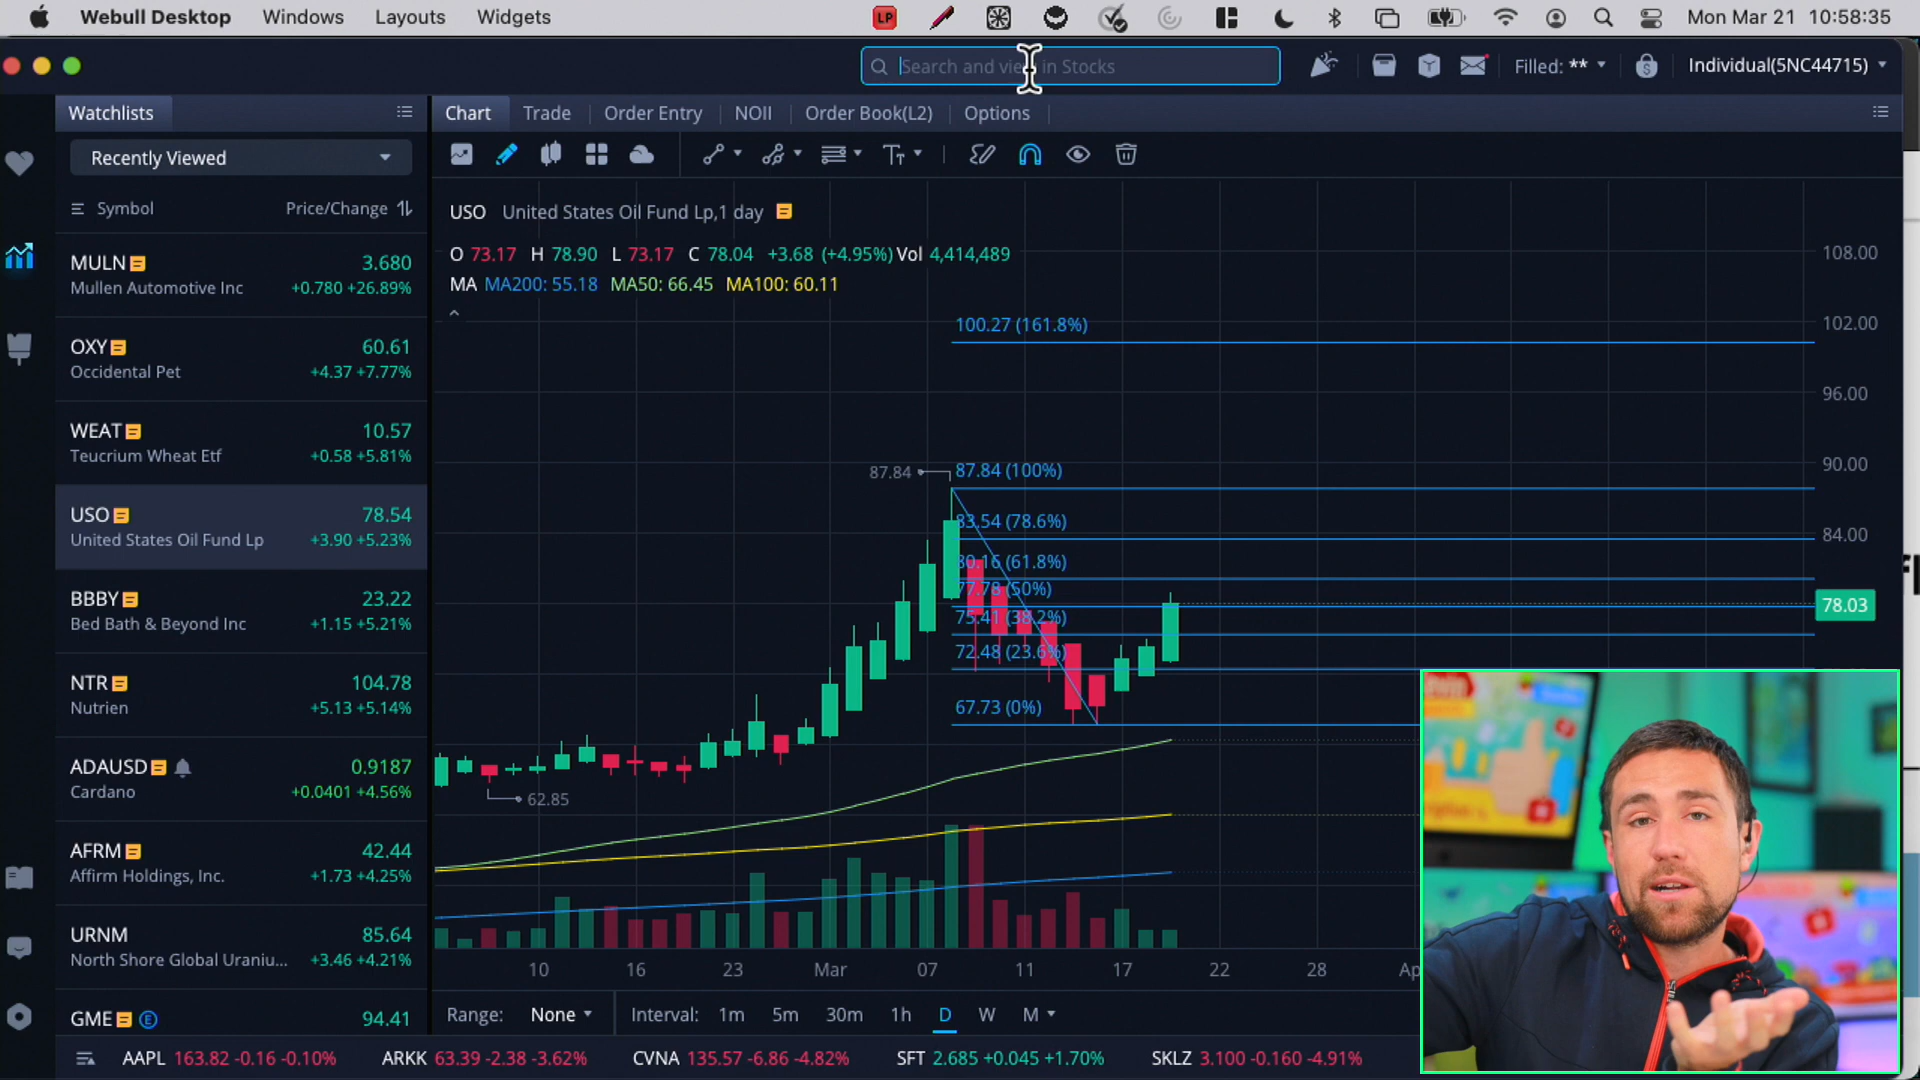 Webull Desktop Windows Layouts Widgets LP Mon Mar 21 10:58:35
Search and view in Stocks Filled: ** Individual(5NC44715)
Watchlists
Chart Trade Order Entry NOII Order Book(L2) Options
Recently Viewed
Symbol Price/Change
MULN 3.680
Mullen Automotive Inc +0.780 +26.89%
OXY 60.61
Occidental Pet +4.37 +7.77%
WEAT 10.57
Teucrium Wheat Etf +0.58 +5.81%
USO 78.54
United States Oil Fund Lp +3.90 +5.23%
BBBY 23.22
Bed Bath & Beyond Inc +1.15 +5.21%
NTR 104.78
Nutrien +5.13 +5.14%
ADAUSD 0.9187
Cardano +0.0401 +4.56%
AFRM 42.44
Affirm Holdings, Inc. +1.73 +4.25%
URNM 85.64
North Shore Global Uraniu... +3.46 +4.21%
GME E 94.41
USO United States Oil Fund Lp,1 day
O 73.17 H 78.90 L 73.17 C 78.04 +3.68 (+4.95%) Vol 4,414,489
MA MA200: 55.18 MA50: 66.45 MA100: 60.11
100.27 (161.8%)
87.84 87.84 (100%)
83.54 (78.6%)
80.16 (61.8%)
77.78 (50%)
75.41 (38.2%)
72.48 (23.6%)
67.73 (0%)
62.85
108.00
102.00
96.00
90.00
84.00
78.03
10 16 23 Mar 07 11 17 22 28 Ap
Range: None Interval: 1m 5m 30m 1h D W M
AAPL 163.82 -0.16 -0.10% ARKK 63.39 -2.38 -3.62% CVNA 135.57 -6.86 -4.82% SFT 2.685 +0.045 +1.70% SKLZ 3.100 -0.160 -4.91%